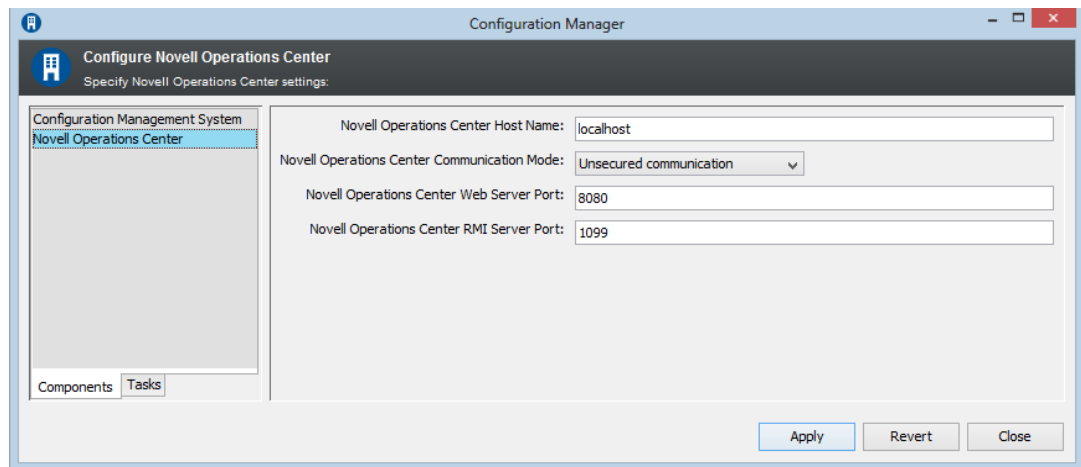 Configuration Manager
Configure Novell Operations Center
Specify Novell Operations Center settings:
Configuration Management System
Novell Operations Center
Components Tasks
Novell Operations Center Host Name: localhost
Novell Operations Center Communication Mode: Unsecured communication
Novell Operations Center Web Server Port: 8080
Novell Operations Center RMI Server Port: 1099
Apply Revert Close